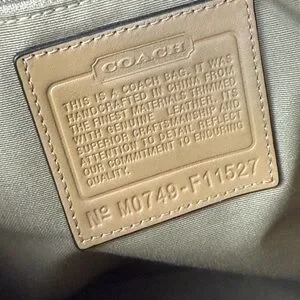 COACH
THIS IS A COACH BAG. IT WAS
HANDCRAFTED IN CHINA FROM
THE FINEST MATERIALS TRIMMED
WITH GENUINE LEATHER. ITS
SUPERIOR CRAFTSMANSHIP AND
ATTENTION TO DETAIL REFLECT
OUR COMMITMENT TO ENDURING
QUALITY.
Nº M0749-F11527